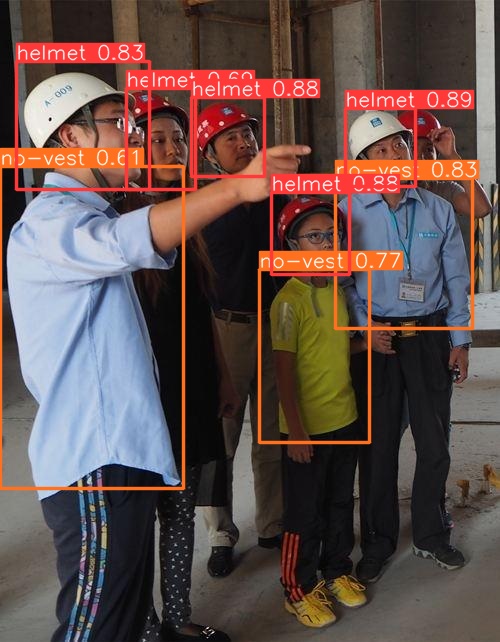 helmet 0.83
helmet 0.69
helmet 0.88
helmet 0.89
no-vest 0.61
no-vest 0.83
helmet 0.88
no-vest 0.77
A-009